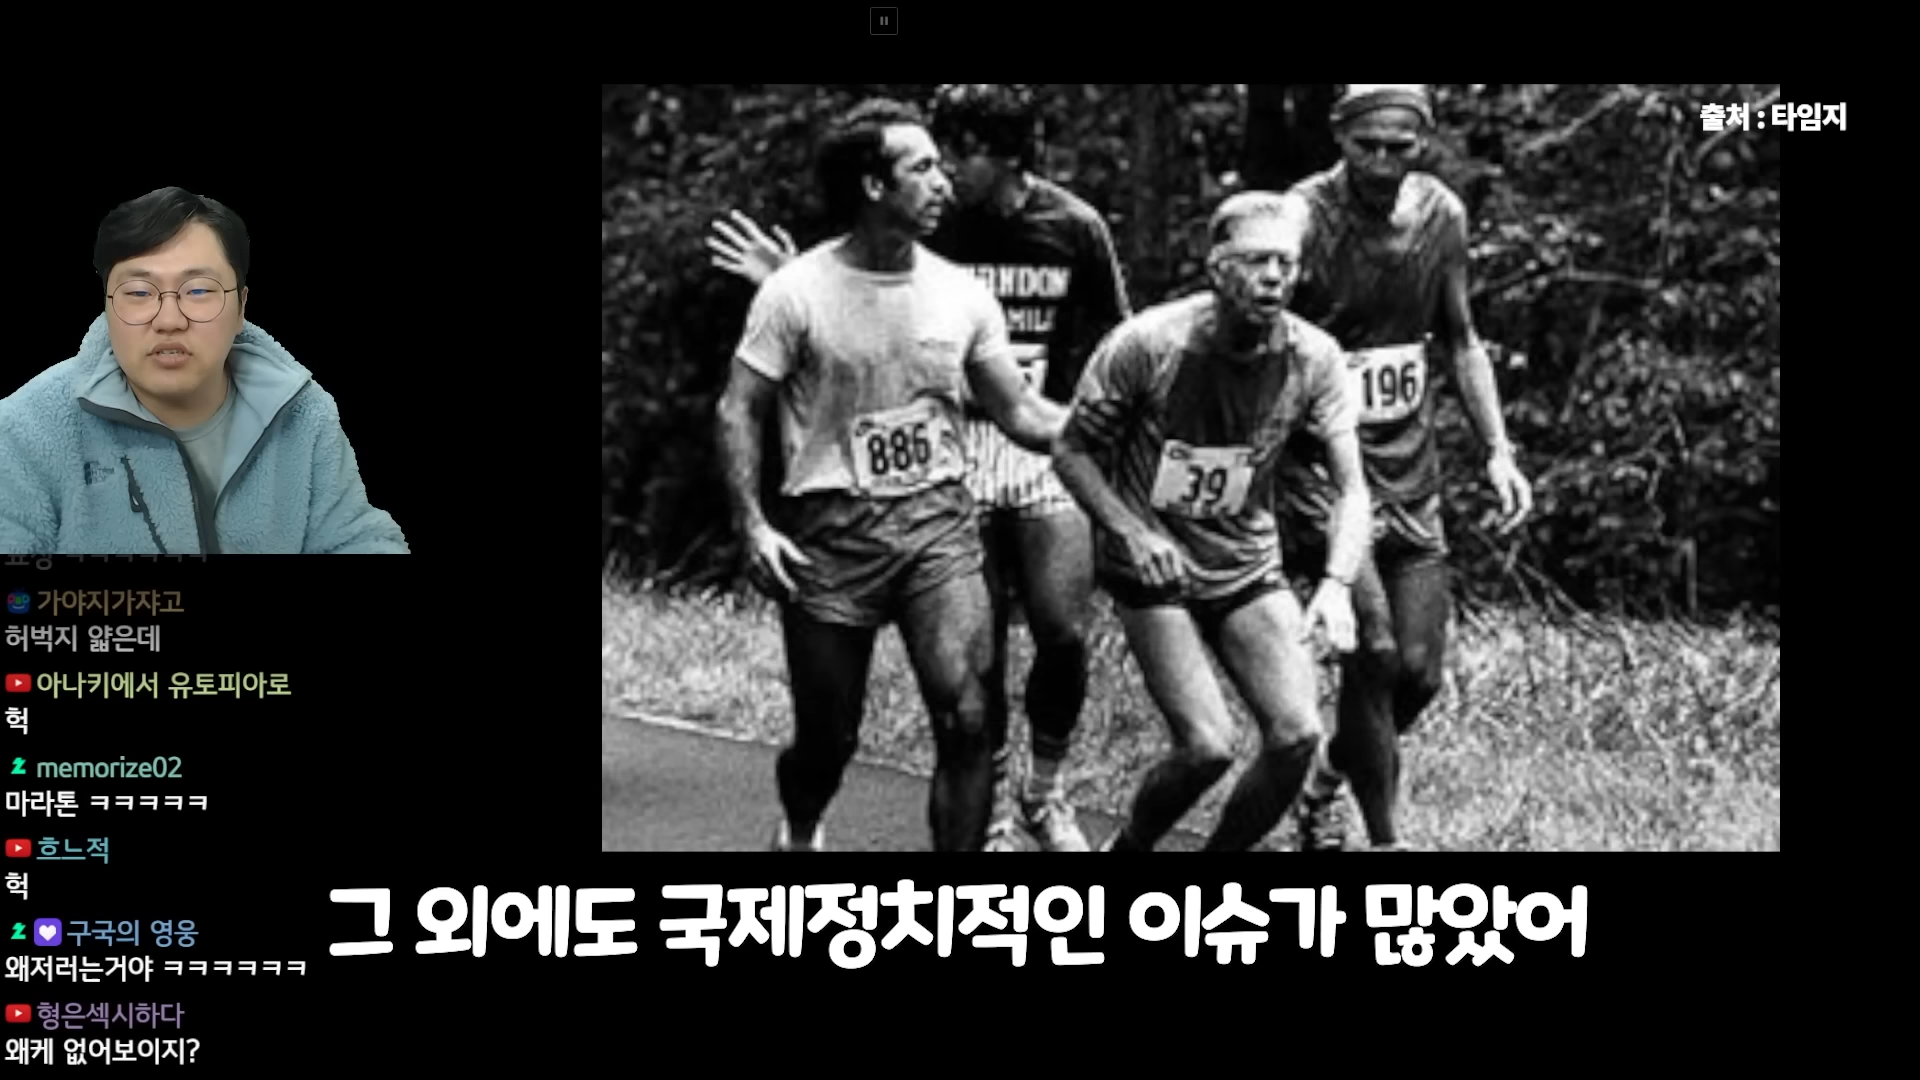 출처 : 타임지
886
39
196
가야지가쟈고
허벅지 얇은데
아나키에서 유토피아로
헉
memorize02
마라톤 ㅋㅋㅋㅋㅋ
흐느적
헉
구국의 영웅
왜저러는거야 ㅋㅋㅋㅋㅋㅋ
형은섹시하다
왜케 없어보이지?
그 외에도 국제정치적인 이슈가 많았어